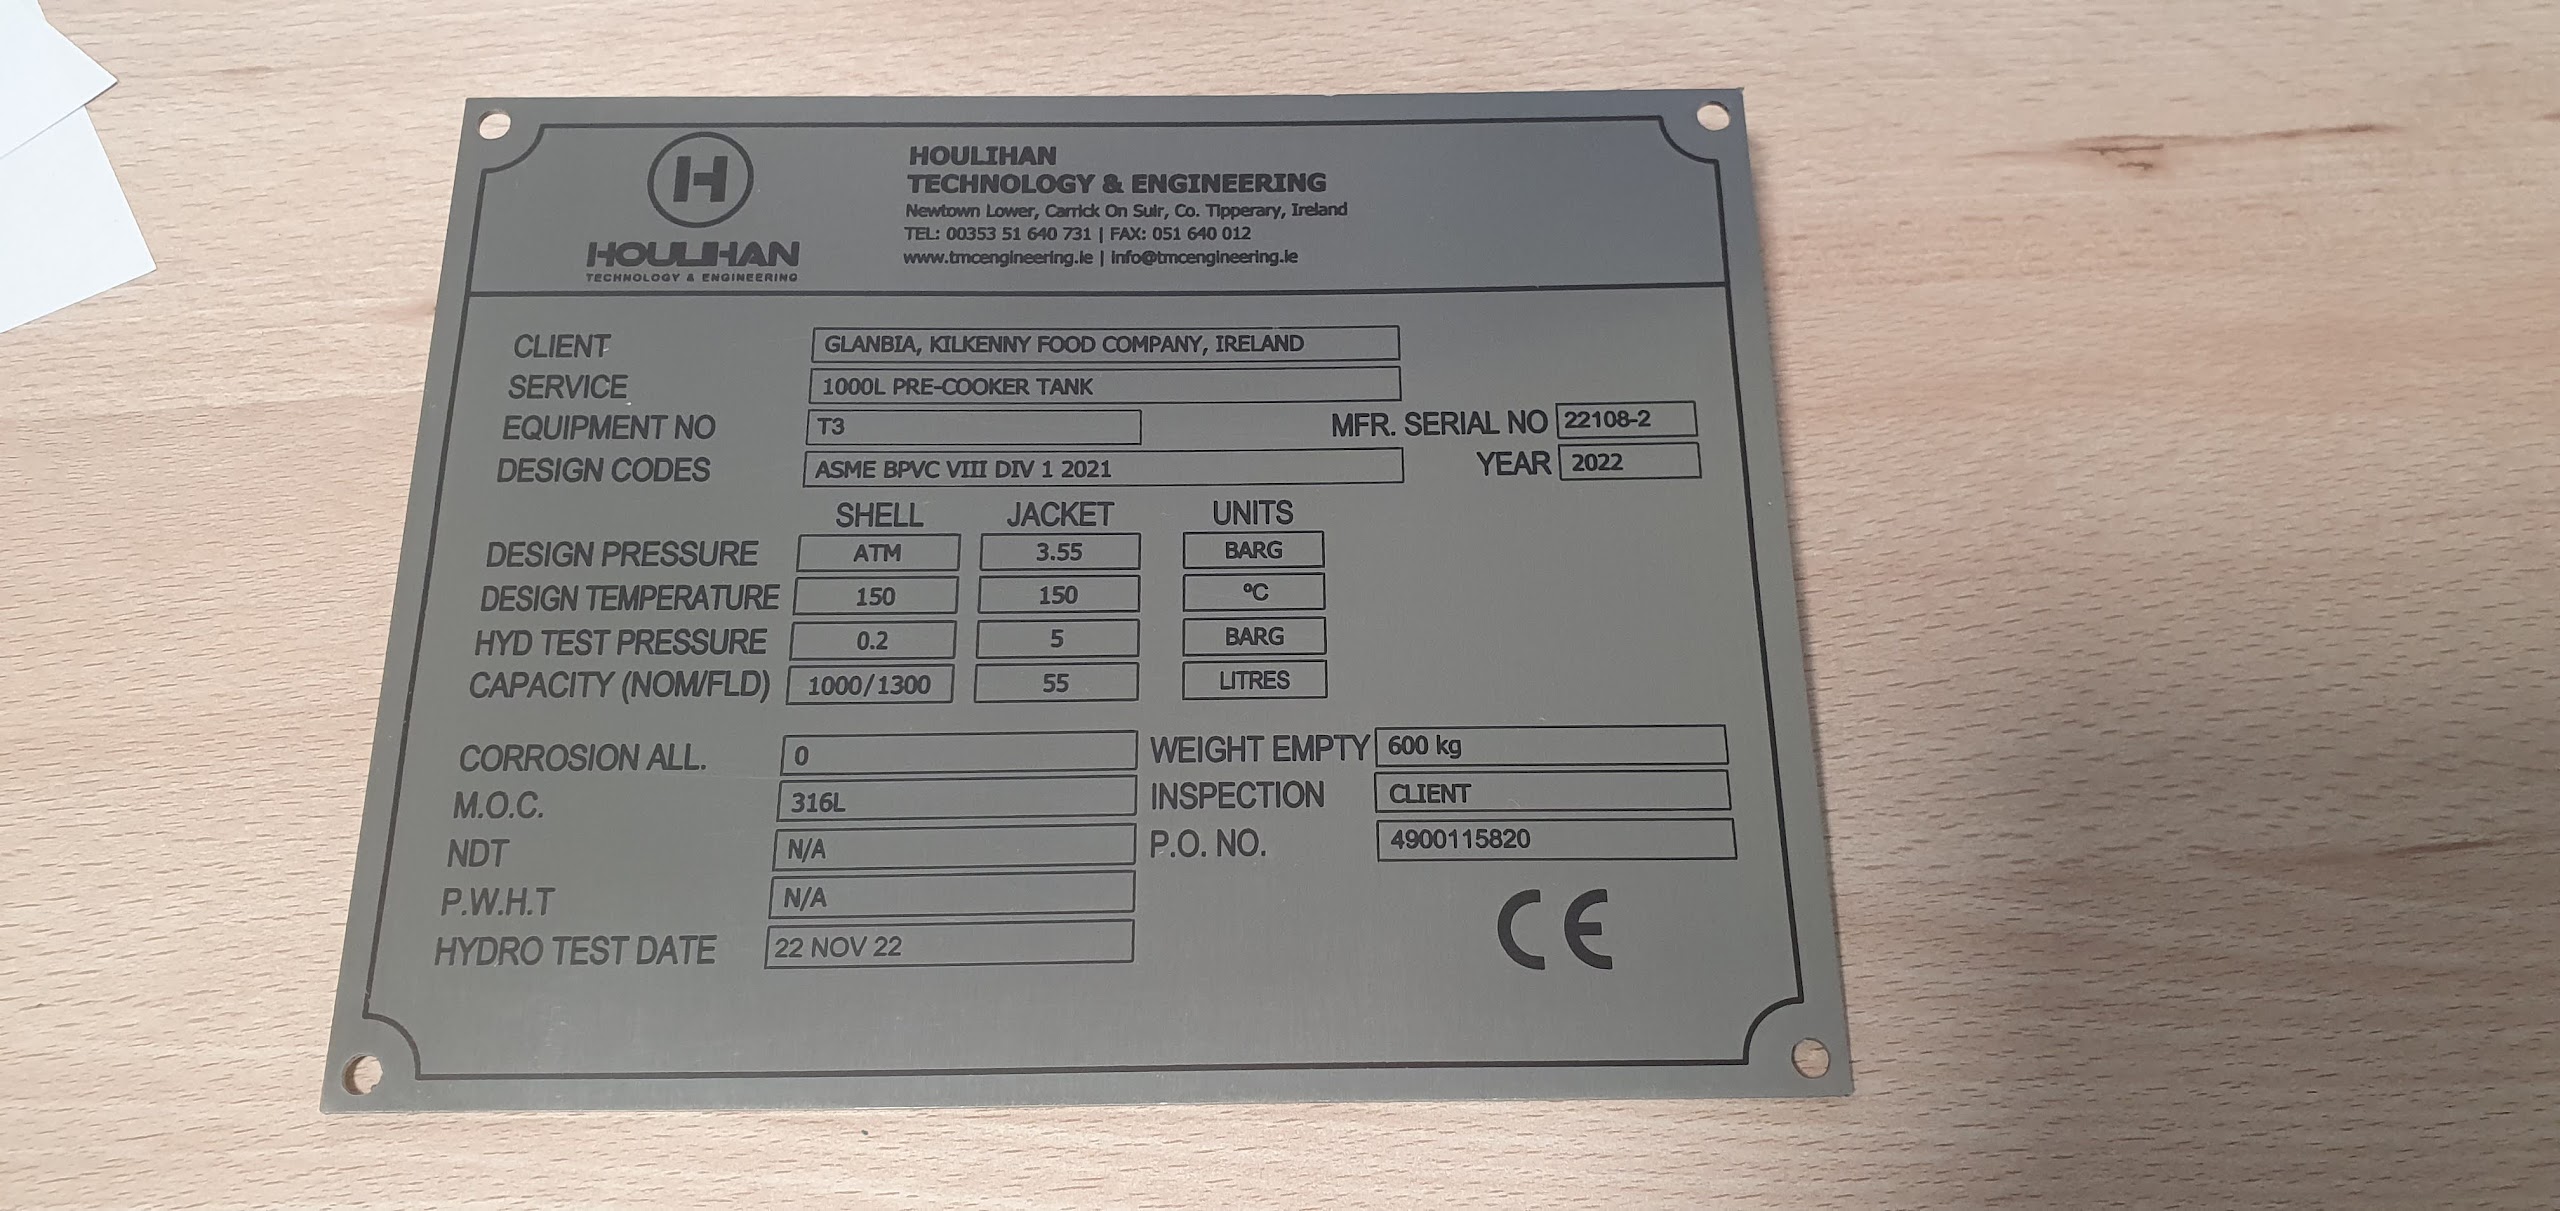 H
HOULIHAN
TECHNOLOGY & ENGINEERING
HOULIHAN
TECHNOLOGY & ENGINEERING
Newtown Lower, Carrick On Suir, Co. Tipperary, Ireland
TEL: 00353 51 640 731 | FAX: 051 640 012
www.tmcengineering.ie | info@tmcengineering.ie
CLIENT GLANBIA, KILKENNY FOOD COMPANY, IRELAND
SERVICE 1000L PRE-COOKER TANK
EQUIPMENT NO T3 MFR. SERIAL NO 22108-2
DESIGN CODES ASME BPVC VIII DIV 1 2021 YEAR 2022
SHELL JACKET UNITS
DESIGN PRESSURE ATM 3.55 BARG
DESIGN TEMPERATURE 150 150 ºC
HYD TEST PRESSURE 0.2 5 BARG
CAPACITY (NOM/FLD) 1000/1300 55 LITRES
CORROSION ALL. 0 WEIGHT EMPTY 600 kg
M.O.C. 316L INSPECTION CLIENT
NDT N/A P.O. NO. 4900115820
P.W.H.T N/A
HYDRO TEST DATE 22 NOV 22
CE